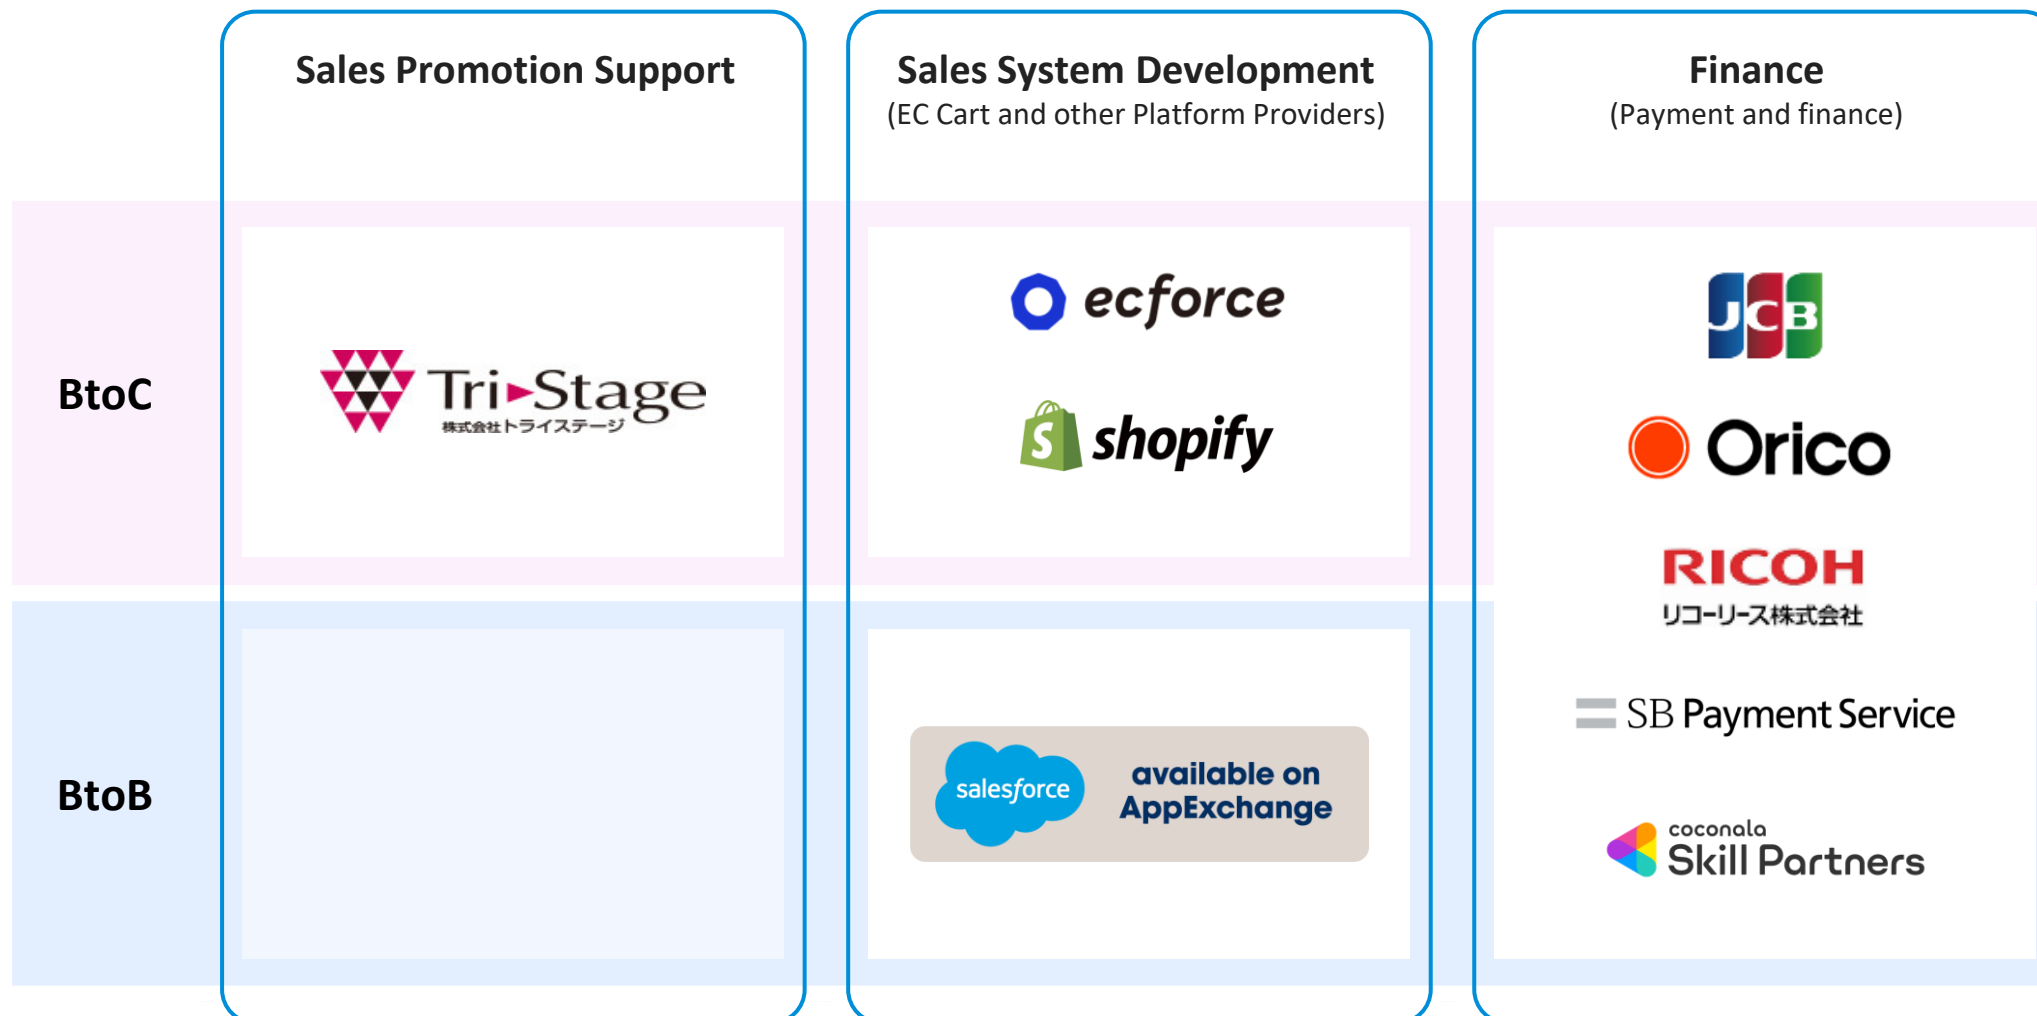 Sales Promotion Support
Sales System Development
(EC Cart and other Platform Providers)
Finance
(Payment and finance)
BtoC
Tri Stage
株式会社トライステージ
ecforce
shopify
JCB
Orico
RICOH
リコーリース株式会社
SB Payment Service
coconala
Skill Partners
BtoB
salesforce
available on
AppExchange